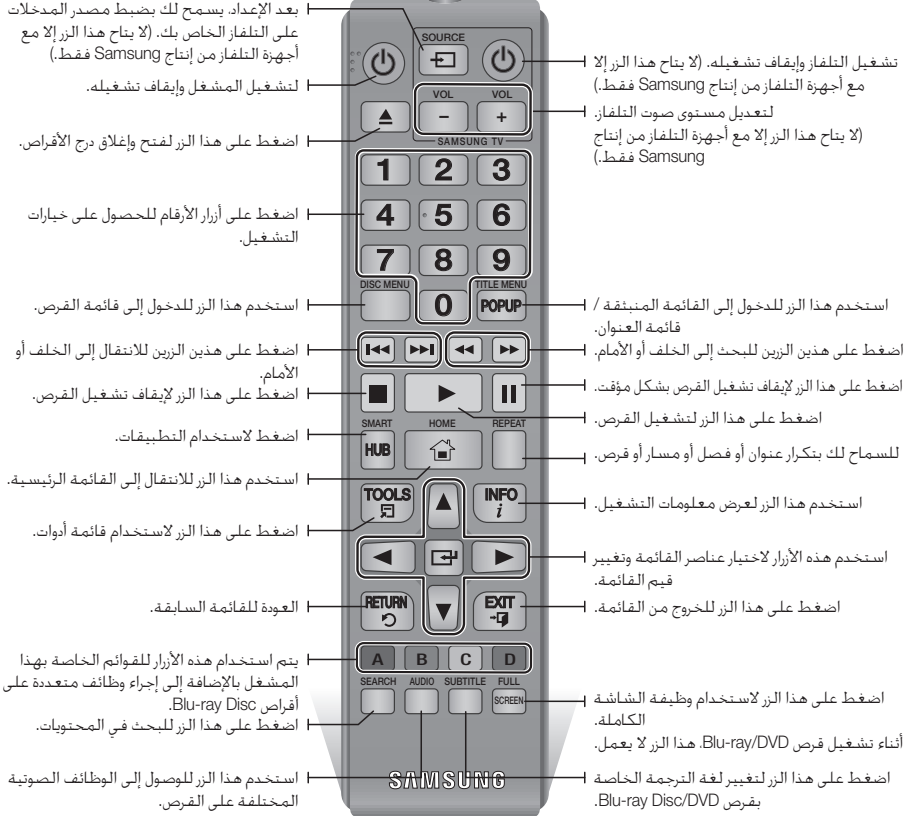 بعد الإعداد، يسمح لك بضبط مصدر المدخلات
على التلفاز الخاص بك. (لا يتاح هذا الزر إلا مع
أجهزة التلفاز من إنتاج Samsung فقط.)
لتشغيل المشغل وإيقاف تشغيله.
اضغط على هذا الزر لفتح وإغلاق درج الأقراص.
اضغط على أزرار الأرقام للحصول على خيارات
التشغيل.
استخدم هذا الزر للدخول إلى قائمة القرص.
اضغط على هذين الزرين للانتقال إلى الخلف أو
الأمام.
اضغط على هذا الزر لإيقاف تشغيل القرص.
اضغط لاستخدام التطبيقات.
استخدم هذا الزر للانتقال إلى القائمة الرئيسية.
اضغط على هذا الزر لاستخدام قائمة أدوات.
العودة للقائمة السابقة.
يتم استخدام هذه الأزرار للقوائم الخاصة بهذا
المشغل بالإضافة إلى إجراء وظائف متعددة على
أقراص Blu-ray Disc.
اضغط على هذا الزر للبحث في المحتويات.
استخدم هذا الزر للوصول إلى الوظائف الصوتية
المختلفة على القرص.
SOURCE
VOL VOL
− +
SAMSUNG TV
1 2 3
4 5 6
7 8 9
DISC MENU TITLE MENU
0 POPUP
SMART HOME REPEAT
HUB
TOOLS INFO
i
RETURN EXIT
A B C D
SEARCH AUDIO SUBTITLE FULL
SCREEN
SAMSUNG
تشغيل التلفاز وإيقاف تشغيله. (لا يتاح هذا الزر إلا
مع أجهزة التلفاز من إنتاج Samsung فقط.)
لتعديل مستوى صوت التلفاز.
(لا يتاح هذا الزر إلا مع أجهزة التلفاز من إنتاج
Samsung فقط.)
استخدم هذا الزر للدخول إلى القائمة المنبثقة /
قائمة العنوان.
اضغط على هذين الزرين للبحث إلى الخلف أو الأمام.
اضغط على هذا الزر لإيقاف تشغيل القرص بشكل مؤقت.
اضغط على هذا الزر لتشغيل القرص.
للسماح لك بتكرار عنوان أو فصل أو مسار أو قرص.
استخدم هذا الزر لعرض معلومات التشغيل.
استخدم هذه الأزرار لاختيار عناصر القائمة وتغيير
قيم القائمة.
اضغط على هذا الزر للخروج من القائمة.
اضغط على هذا الزر لاستخدام وظيفة الشاشة
الكاملة.
أثناء تشغيل قرص Blu-ray/DVD، هذا الزر لا يعمل.
اضغط على هذا الزر لتغيير لغة الترجمة الخاصة
بقرص Blu-ray Disc/DVD.